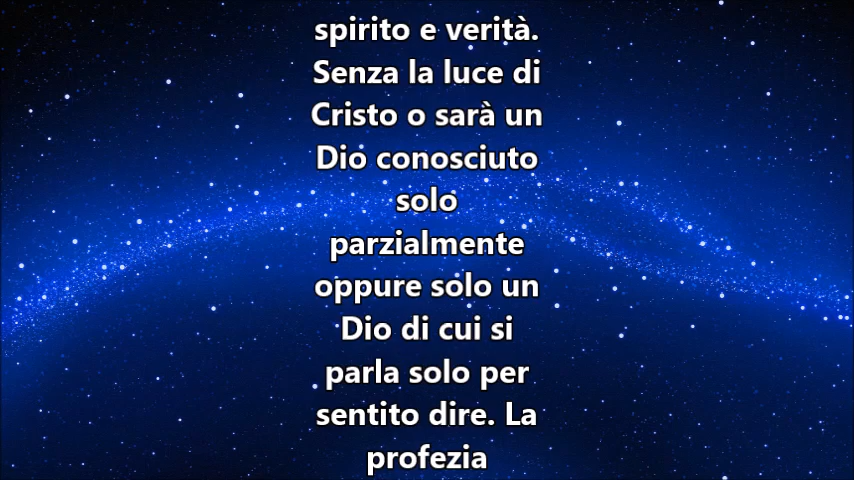 spirito e verità.
Senza la luce di
Cristo o sarà un
Dio conosciuto
solo
parzialmente
oppure solo un
Dio di cui si
parla solo per
sentito dire. La
profezia